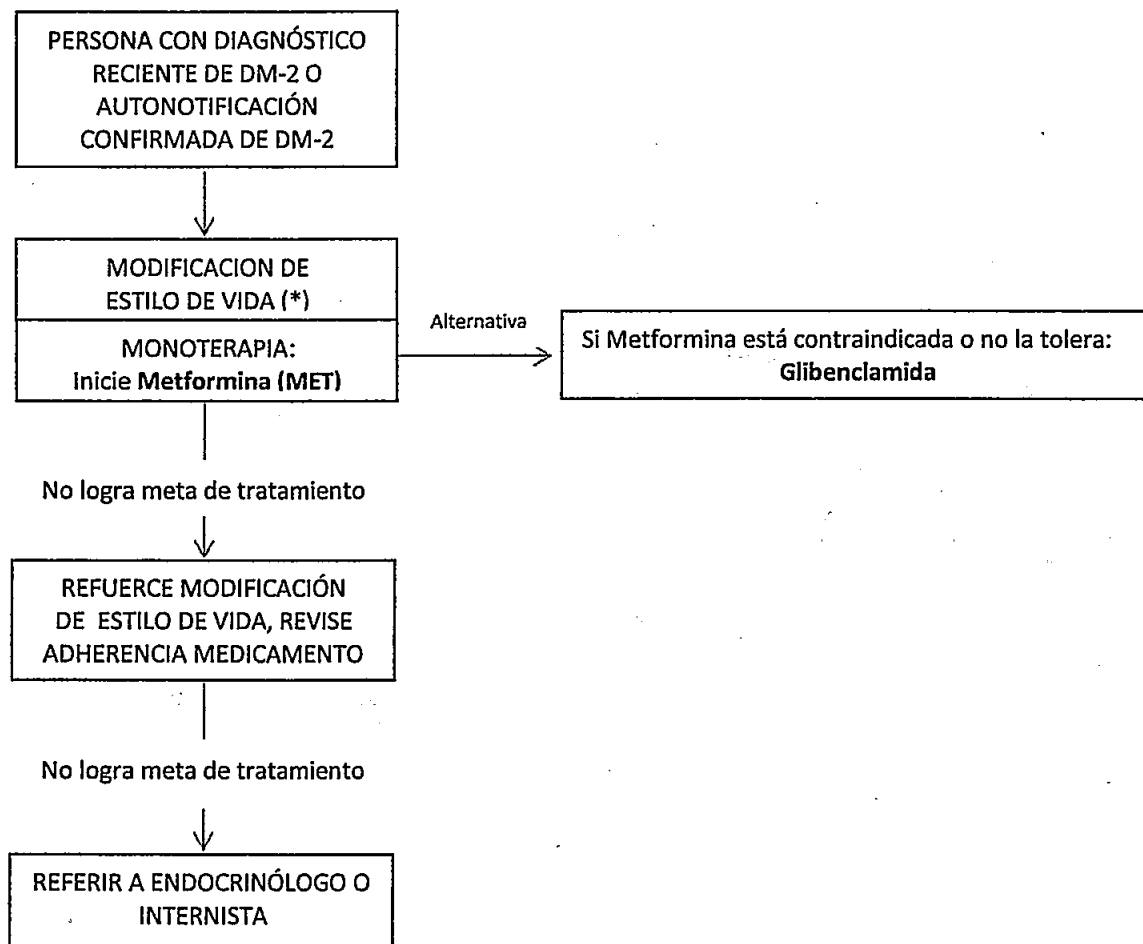 PERSONA CON DIAGNÓSTICO
RECIENTE DE DM-2 O
AUTONOTIFICACIÓN
CONFIRMADA DE DM-2
MODIFICACION DE
ESTILO DE VIDA (*)
MONOTERAPIA:
Inicie Metformina (MET)
Alternativa
Si Metformina está contraindicada o no la tolera:
Glibenclamida
No logra meta de tratamiento
REFUERCE MODIFICACIÓN
DE ESTILO DE VIDA, REVISE
ADHERENCIA MEDICAMENTO
No logra meta de tratamiento
REFERIR A ENDOCRINÓLOGO O
INTERNISTA